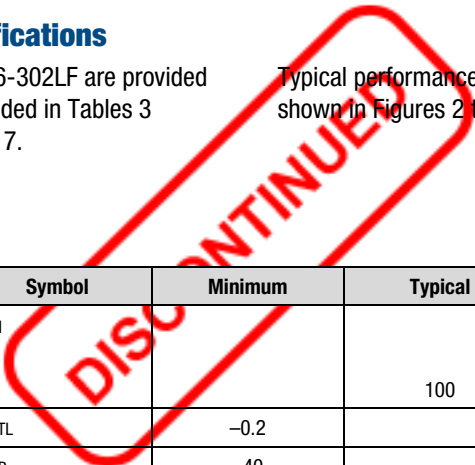 fications
6-302LF are provided
ded in Tables 3
7.
Typical performance
shown in Figures 2 t
DISCONTINUED
Symbol Minimum Typical
100
TL –0.2